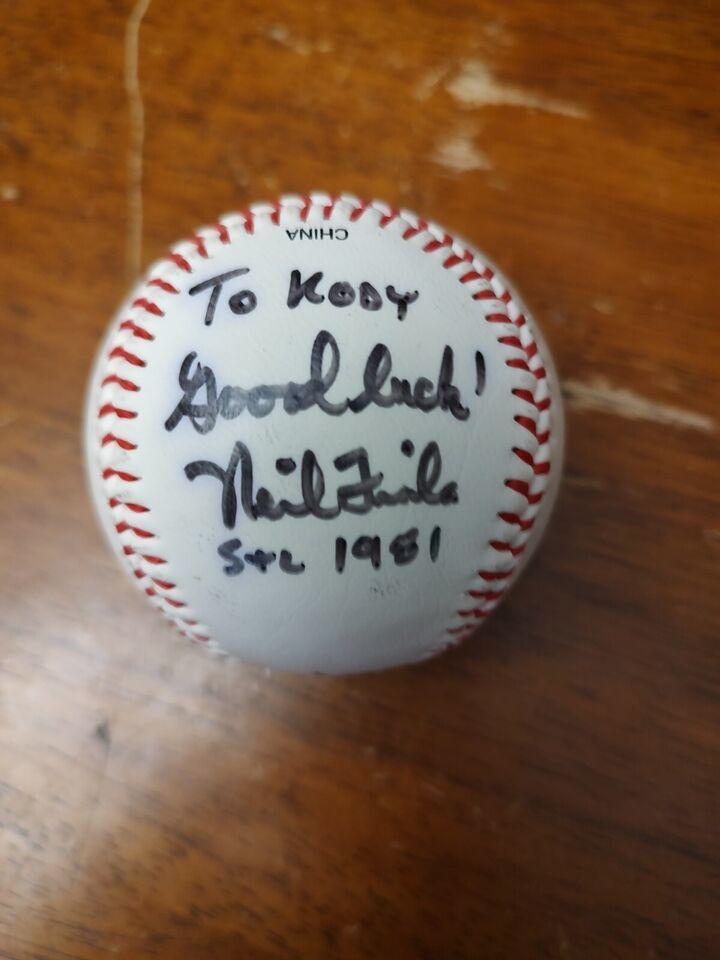 CHINA
To KODY
Good luck!
Neil Fiala
StL 1981